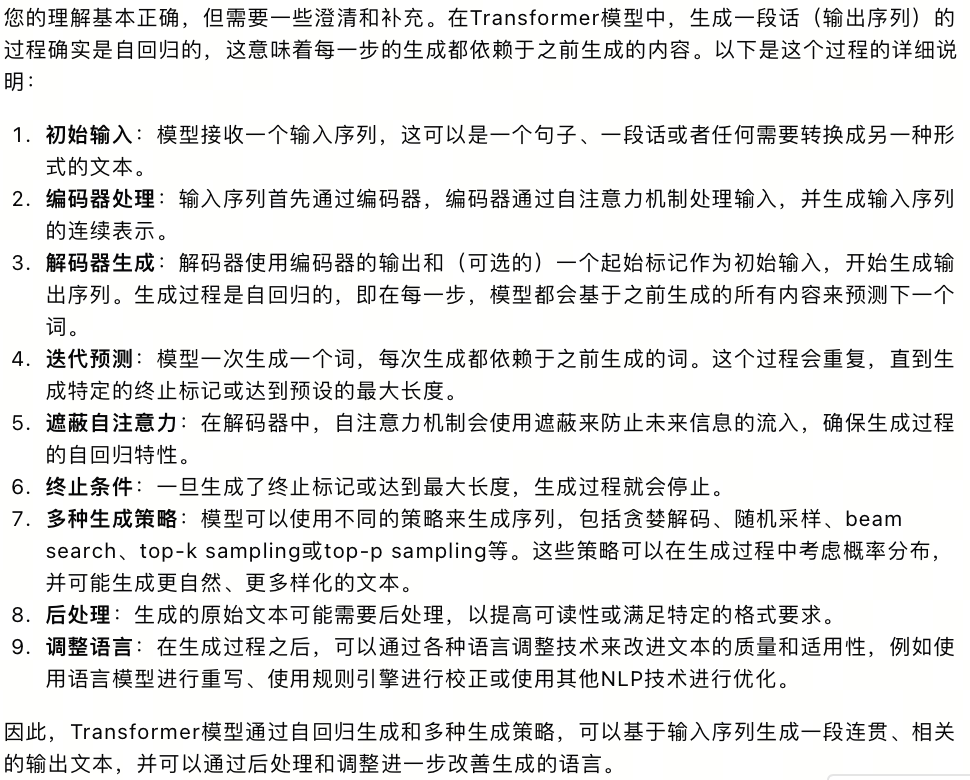 您的理解基本正确，但需要一些澄清和补充。在Transformer模型中，生成一段话（输出序列）的
过程确实是自回归的，这意味着每一步的生成都依赖于之前生成的内容。以下是这个过程的详细说
明：
1. 初始输入：模型接收一个输入序列，这可以是一个句子、一段话或者任何需要转换成另一种形
式的文本。
2. 编码器处理：输入序列首先通过编码器，编码器通过自注意力机制处理输入，并生成输入序列
的连续表示。
3. 解码器生成：解码器使用编码器的输出和（可选的）一个起始标记作为初始输入，开始生成输
出序列。生成过程是自回归的，即在每一步，模型都会基于之前生成的所有内容来预测下一个
词。
4. 迭代预测：模型一次生成一个词，每次生成都依赖于之前生成的词。这个过程会重复，直到生
成特定的终止标记或达到预设的最大长度。
5. 遮蔽自注意力：在解码器中，自注意力机制会使用遮蔽来防止未来信息的流入，确保生成过程
的自回归特性。
6. 终止条件：一旦生成了终止标记或达到最大长度，生成过程就会停止。
7. 多种生成策略：模型可以使用不同的策略来生成序列，包括贪婪解码、随机采样、beam
search、top-k sampling或top-p sampling等。这些策略可以在生成过程中考虑概率分布，
并可能生成更自然、更多样化的文本。
8. 后处理：生成的原始文本可能需要后处理，以提高可读性或满足特定的格式要求。
9. 调整语言：在生成过程之后，可以通过各种语言调整技术来改进文本的质量和适用性，例如使
用语言模型进行重写、使用规则引擎进行校正或使用其他NLP技术进行优化。
因此，Transformer模型通过自回归生成和多种生成策略，可以基于输入序列生成一段连贯、相关
的输出文本，并可以通过后处理和调整进一步改善生成的语言。